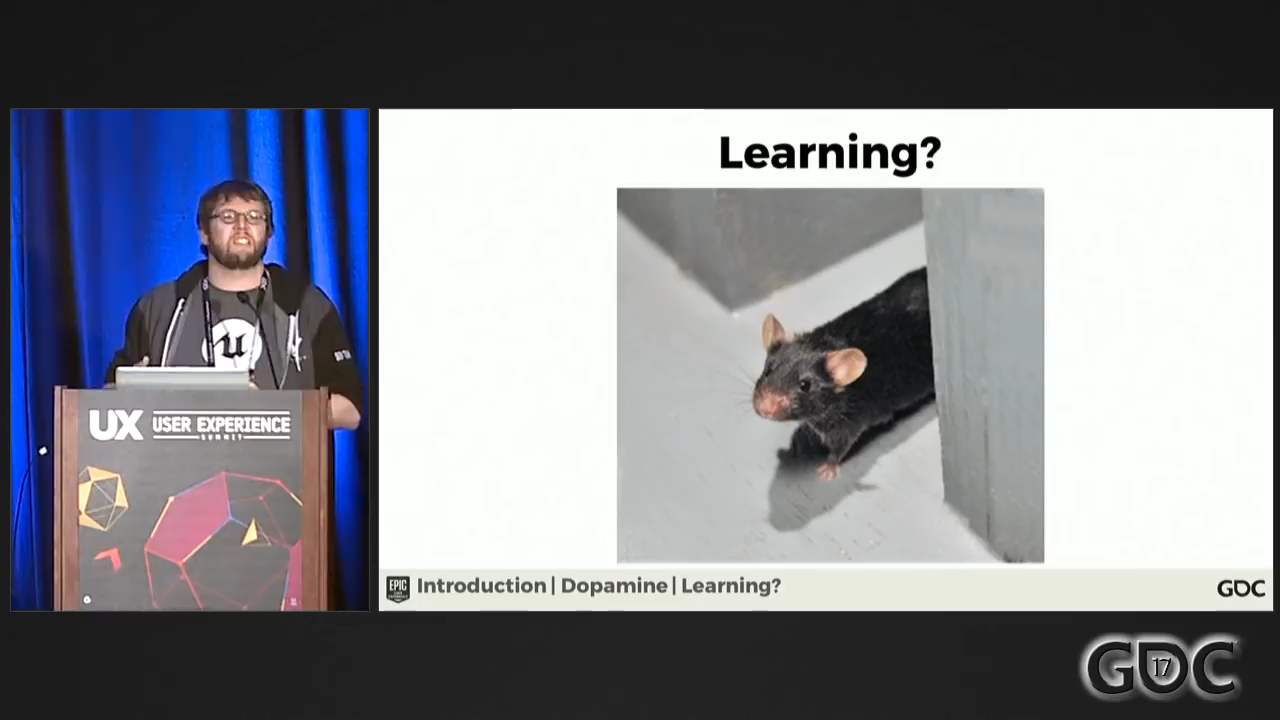 Learning?
UX USER EXPERIENCE
SUMMIT
EPIC
Introduction | Dopamine | Learning?
GDC
GDC
17